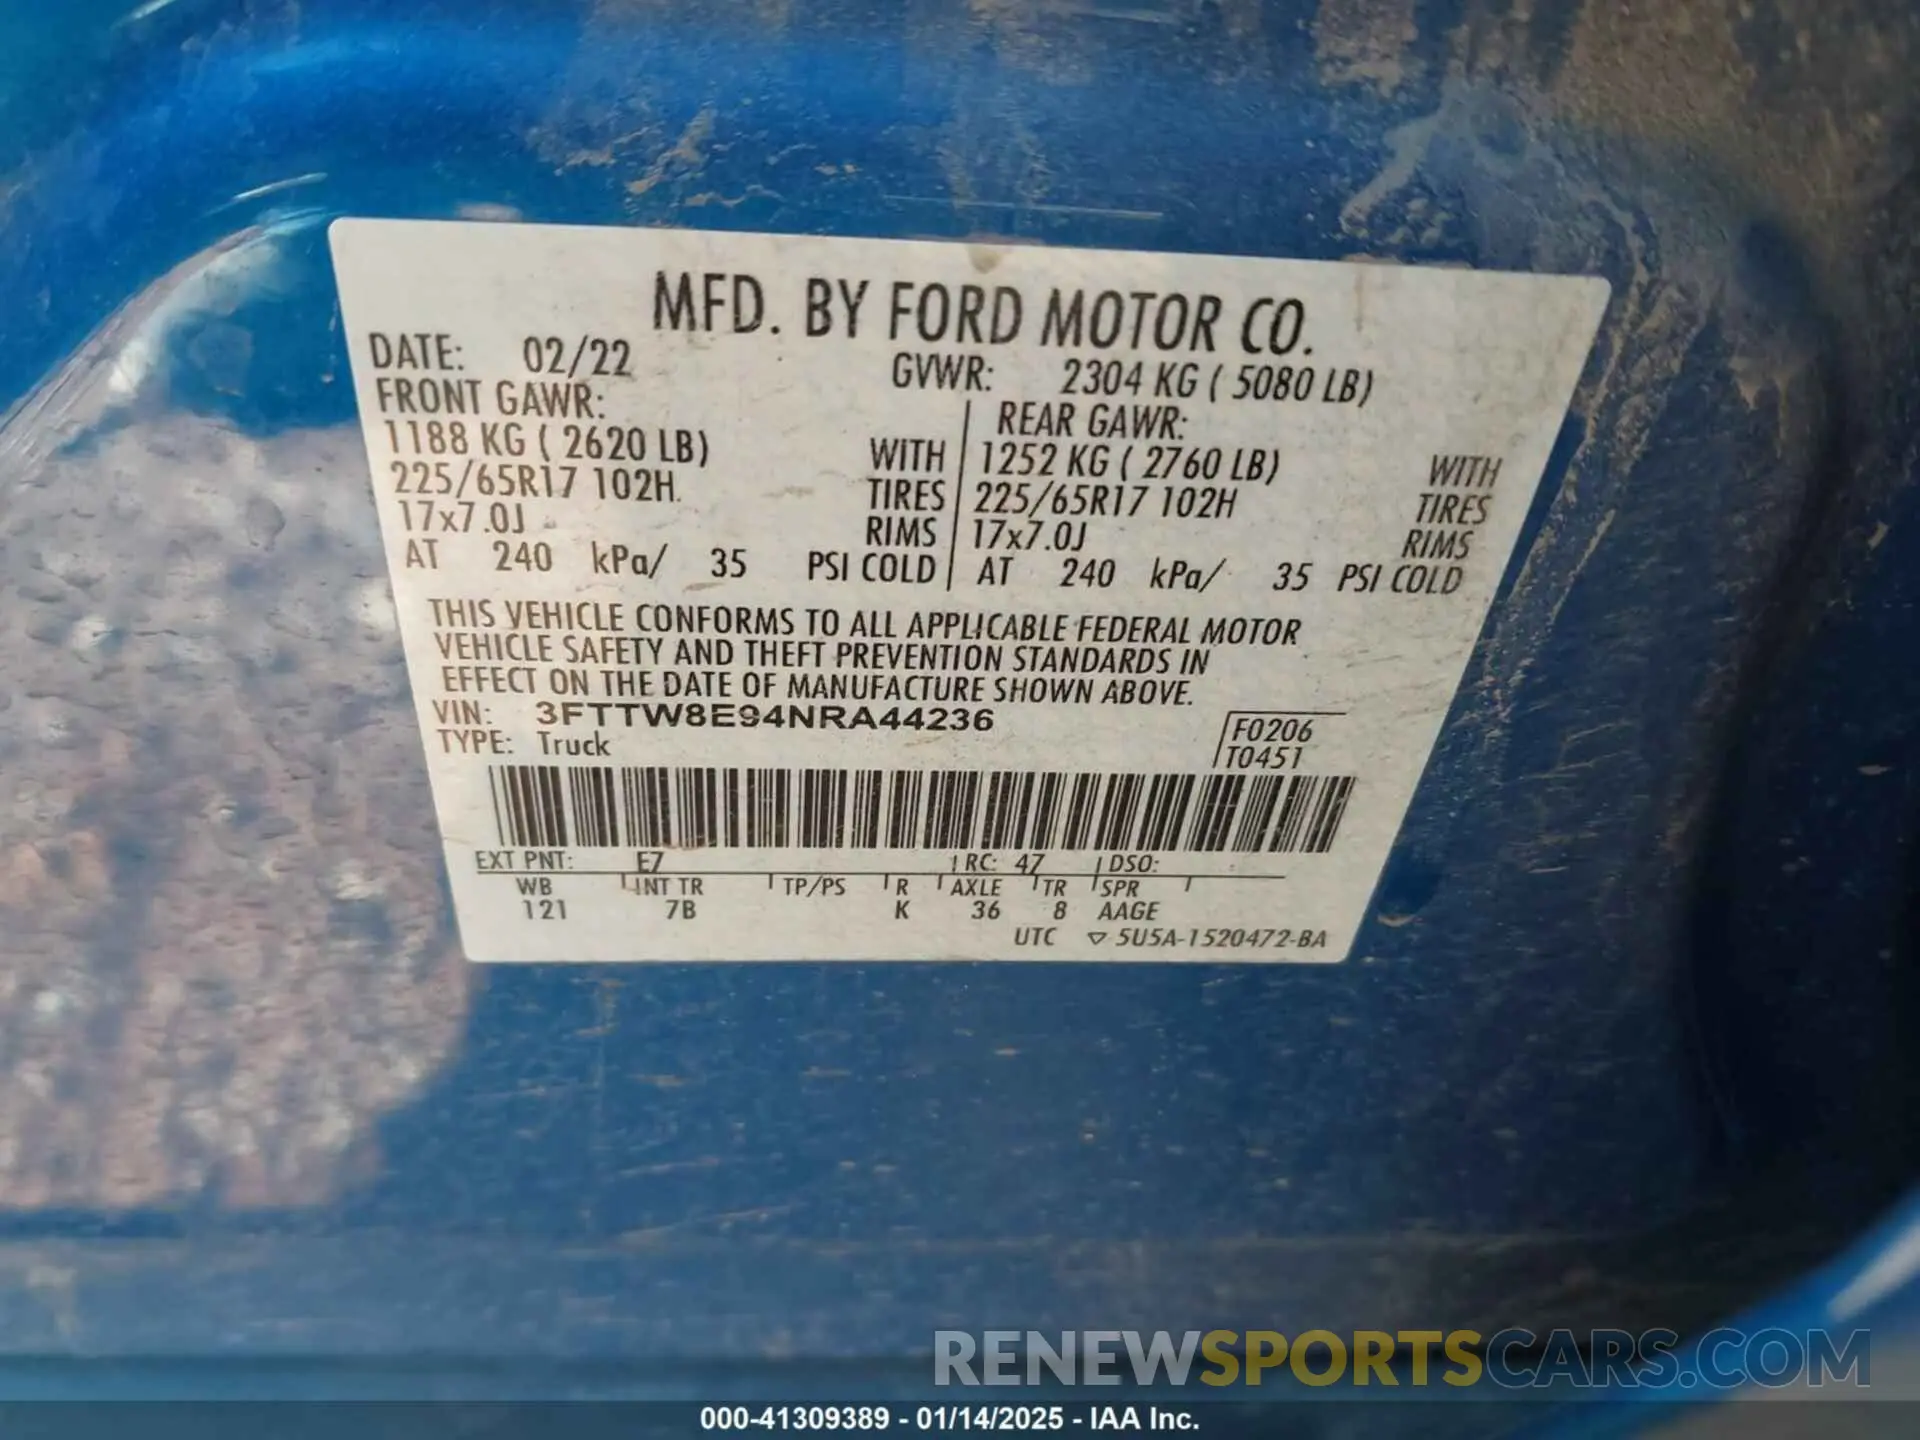 MFD. BY FORD MOTOR CO.
DATE: 02/22 GVWR: 2304 KG ( 5080 LB)
FRONT GAWR: REAR GAWR:
1188 KG ( 2620 LB) WITH 1252 KG ( 2760 LB) WITH
225/65R17 102H TIRES 225/65R17 102H TIRES
17x7.0J RIMS 17x7.0J RIMS
AT 240 kPa/ 35 PSI COLD AT 240 kPa/ 35 PSI COLD
THIS VEHICLE CONFORMS TO ALL APPLICABLE FEDERAL MOTOR
VEHICLE SAFETY AND THEFT PREVENTION STANDARDS IN
EFFECT ON THE DATE OF MANUFACTURE SHOWN ABOVE.
VIN: 3FTTW8E94NRA44236 F0206
TYPE: Truck T0451
EXT PNT: E7 RC: 47 DSO:
WB INT TR TP/PS R AXLE TR SPR
121 7B K 36 8 AAGE
UTC ▽ 5U5A-1520472-BA
RENEWSPORTSCARS.COM
000-41309389 - 01/14/2025 - IAA Inc.